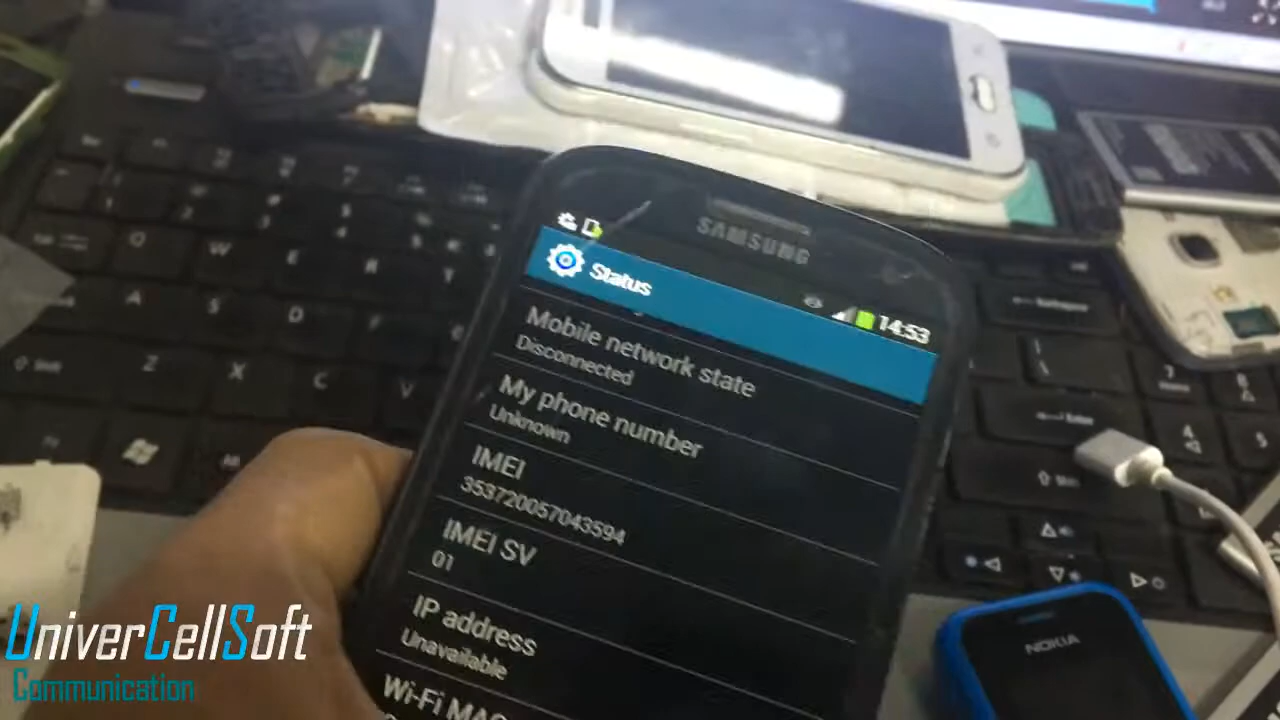 SAMSUNG
Status
14:53
Mobile network state
Disconnected
My phone number
Unknown
IMEI
353720057043594
IMEI SV
01
IP address
Unavailable
Wi-Fi MAC
NOKIA
UniverCellSoft
Communication
W
E
A
S
D
Z
X
C
V